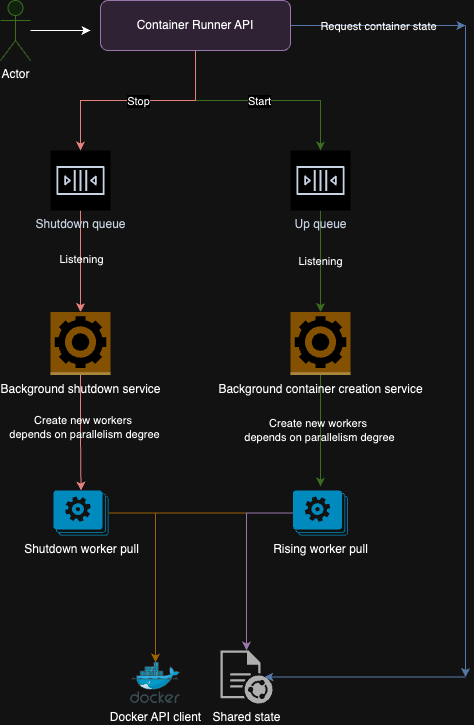 Container Runner API
Request container state
Actor
Stop
Start
Shutdown queue
Up queue
Listening
Listening
Background shutdown service
Background container creation service
Create new workers
depends on parallelism degree
Create new workers
depends on parallelism degree
Shutdown worker pull
Rising worker pull
docker
Docker API client
Shared state